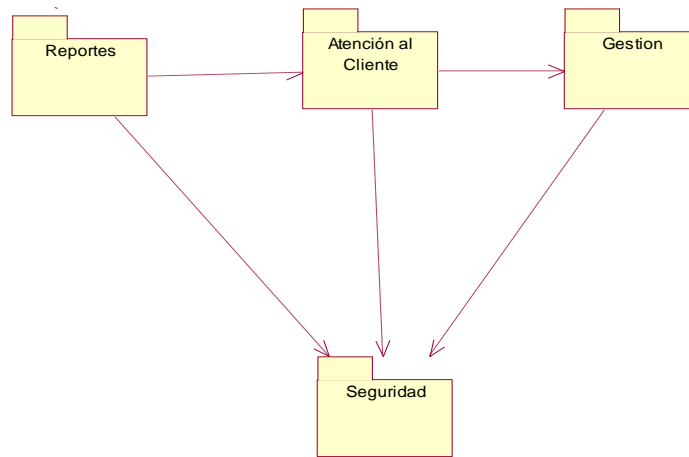 Reportes
Atención al
Cliente
Gestion
Seguridad